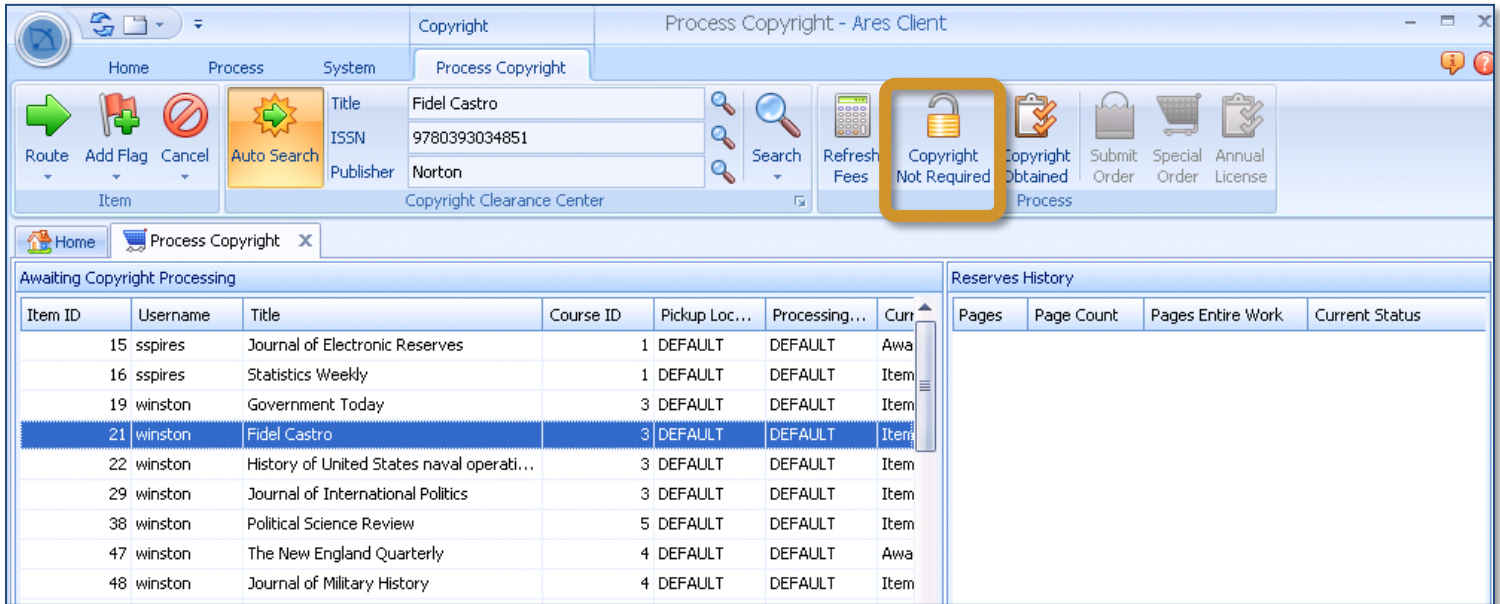 Copyright
Process Copyright - Ares Client
Home Process System Process Copyright
Route
Add Flag
Cancel
Item
Auto Search
Title Fidel Castro
ISSN 9780393034851
Publisher Norton
Search
Copyright Clearance Center
Refresh Fees
Copyright Not Required
Copyright Obtained
Submit Order
Special Order
Annual License
Process
Home Process Copyright X
Awaiting Copyright Processing
Item ID Username Title Course ID Pickup Loc... Processing... Curr
15 sspires Journal of Electronic Reserves 1 DEFAULT DEFAULT Awa
16 sspires Statistics Weekly 1 DEFAULT DEFAULT Item
19 winston Government Today 3 DEFAULT DEFAULT Item
21 winston Fidel Castro 3 DEFAULT DEFAULT Item
22 winston History of United States naval operati... 3 DEFAULT DEFAULT Item
29 winston Journal of International Politics 3 DEFAULT DEFAULT Item
38 winston Political Science Review 5 DEFAULT DEFAULT Item
47 winston The New England Quarterly 4 DEFAULT DEFAULT Awa
48 winston Journal of Military History 4 DEFAULT DEFAULT Item
Reserves History
Pages Page Count Pages Entire Work Current Status